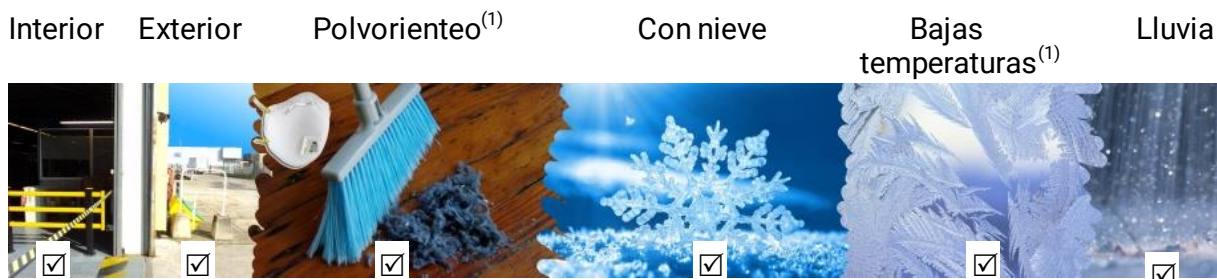 Interior Exterior Polvorienteo(1) Con nieve Bajas temperaturas(1) Lluvia
☑ ☑ ☑ ☑ ☑ ☑